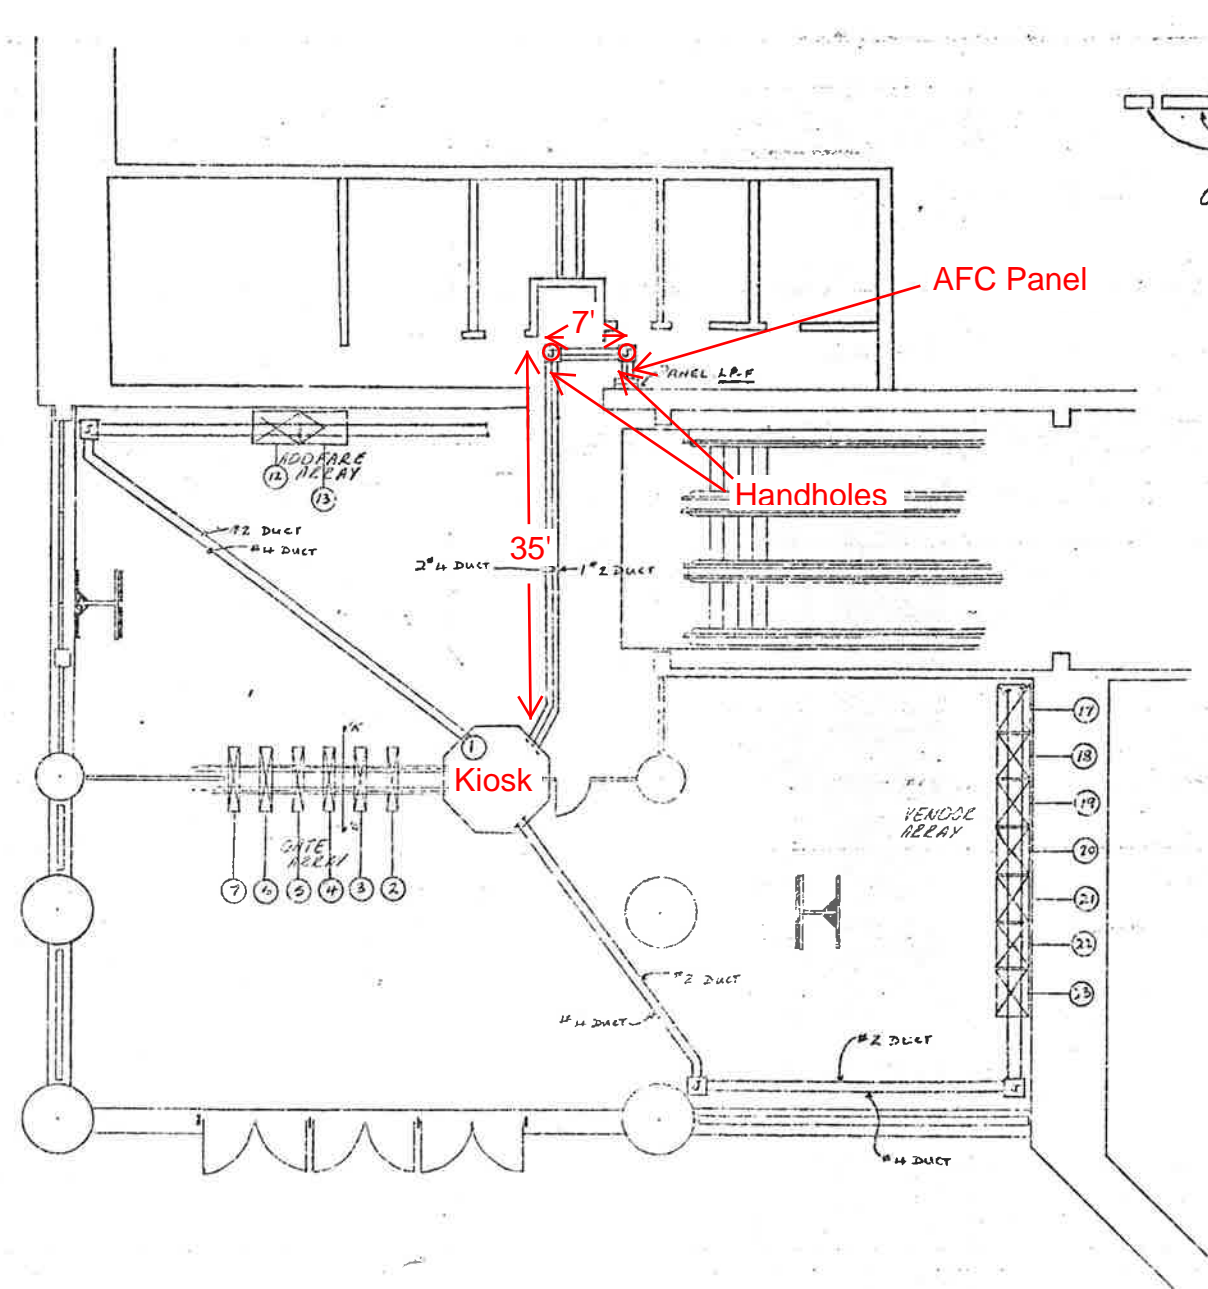 AFC Panel
7'
J
J
PANEL LP-F
J
ADDFARE
ARRAY
12
13
Handholes
#2 DUCT
#4 DUCT
35'
2#4 DUCT
1#2 DUCT
1
Kiosk
17
18
19
20
21
22
23
VENDOR
ARRAY
GATE
ARRAY
7
6
5
4
3
2
#2 DUCT
#4 DUCT
#2 DUCT
J
J
#4 DUCT